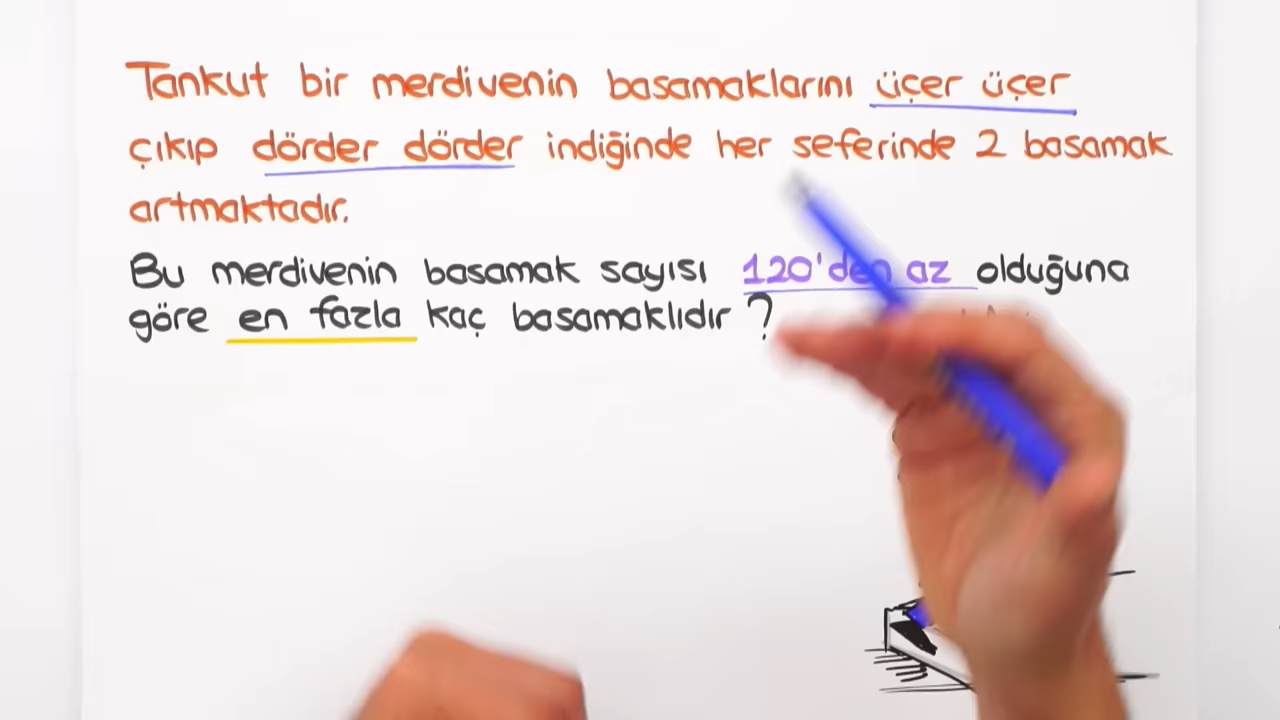 Tankut bir merdivenin basamaklarını üçer üçer
çıkıp dörder dörder indiğinde her seferinde 2 basamak
artmaktadır.
Bu merdivenin basamak sayısı 120'den az olduğuna
göre en fazla kaç basamaklıdır ?